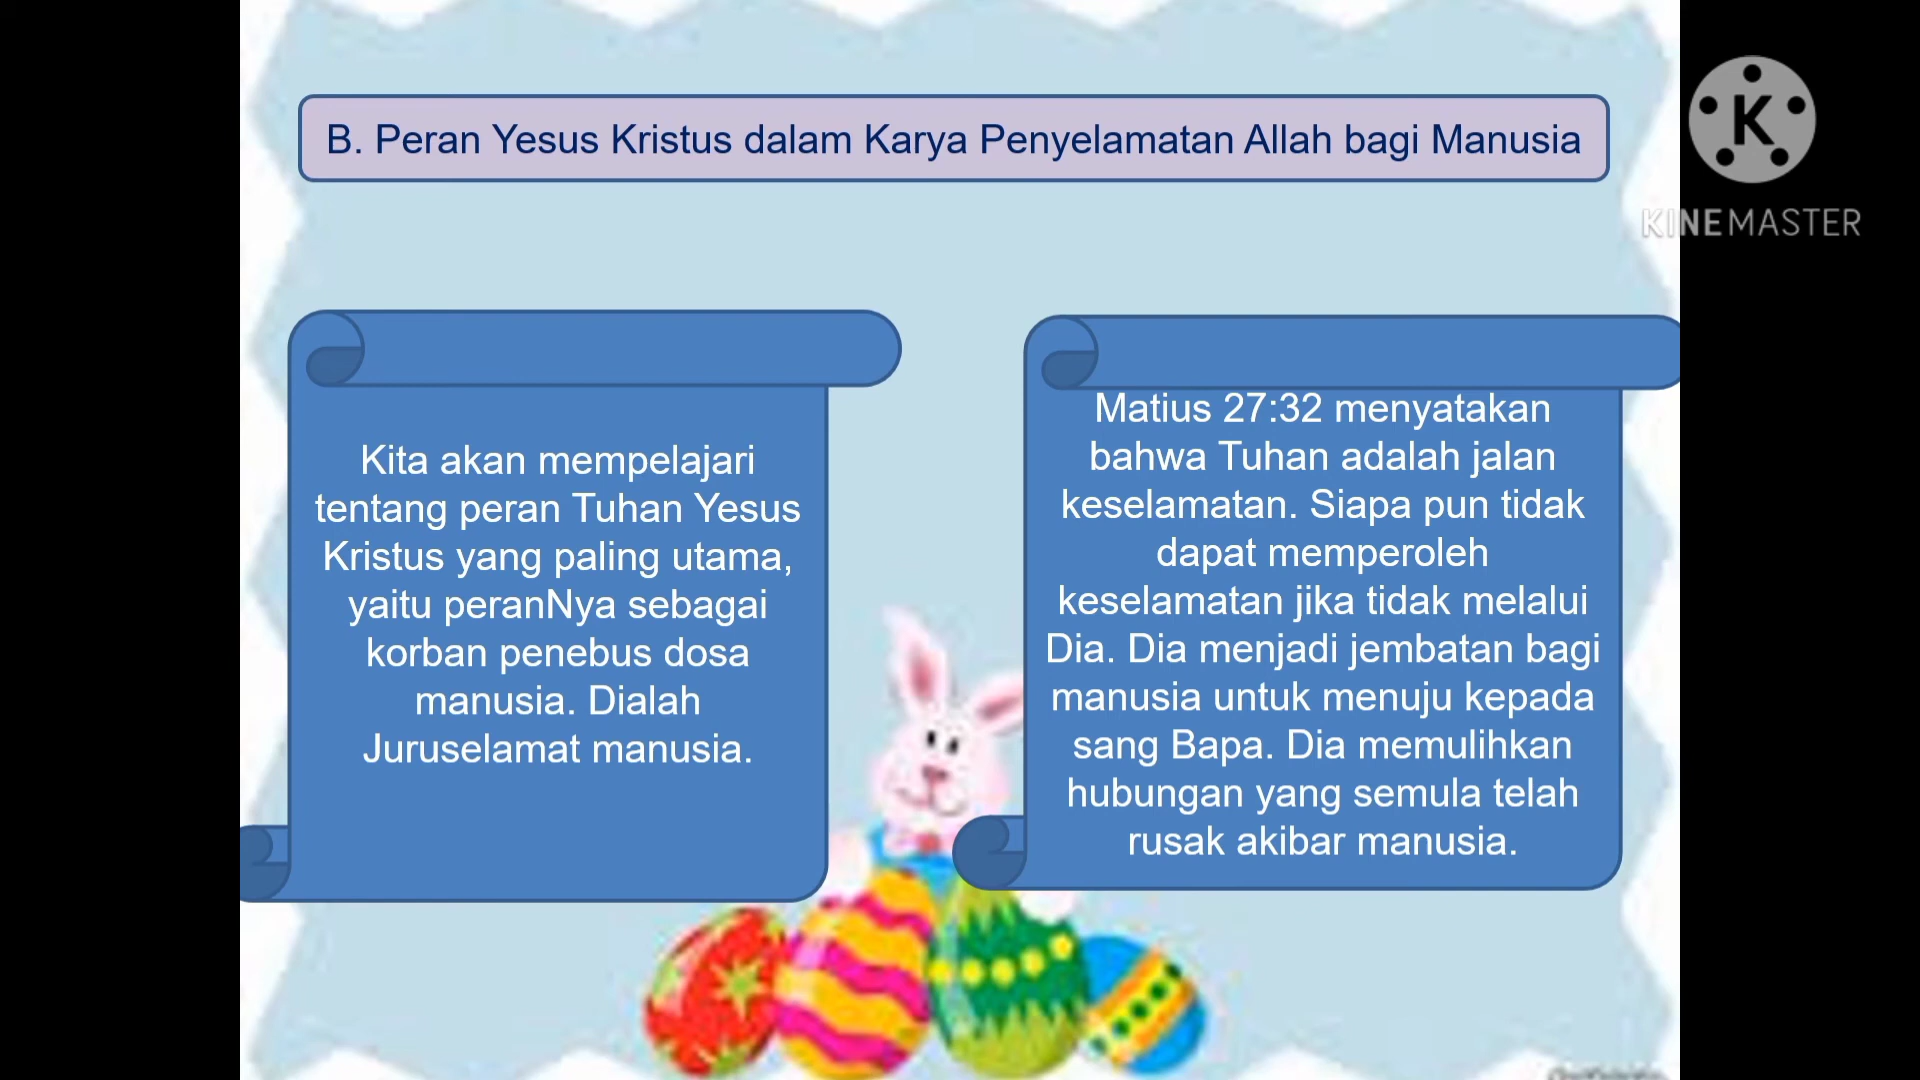 B. Peran Yesus Kristus dalam Karya Penyelamatan Allah bagi Manusia
KINEMASTER
Kita akan mempelajari
tentang peran Tuhan Yesus
Kristus yang paling utama,
yaitu peranNya sebagai
korban penebus dosa
manusia. Dialah
Juruselamat manusia.
Matius 27:32 menyatakan
bahwa Tuhan adalah jalan
keselamatan. Siapa pun tidak
dapat memperoleh
keselamatan jika tidak melalui
Dia. Dia menjadi jembatan bagi
manusia untuk menuju kepada
sang Bapa. Dia memulihkan
hubungan yang semula telah
rusak akibar manusia.